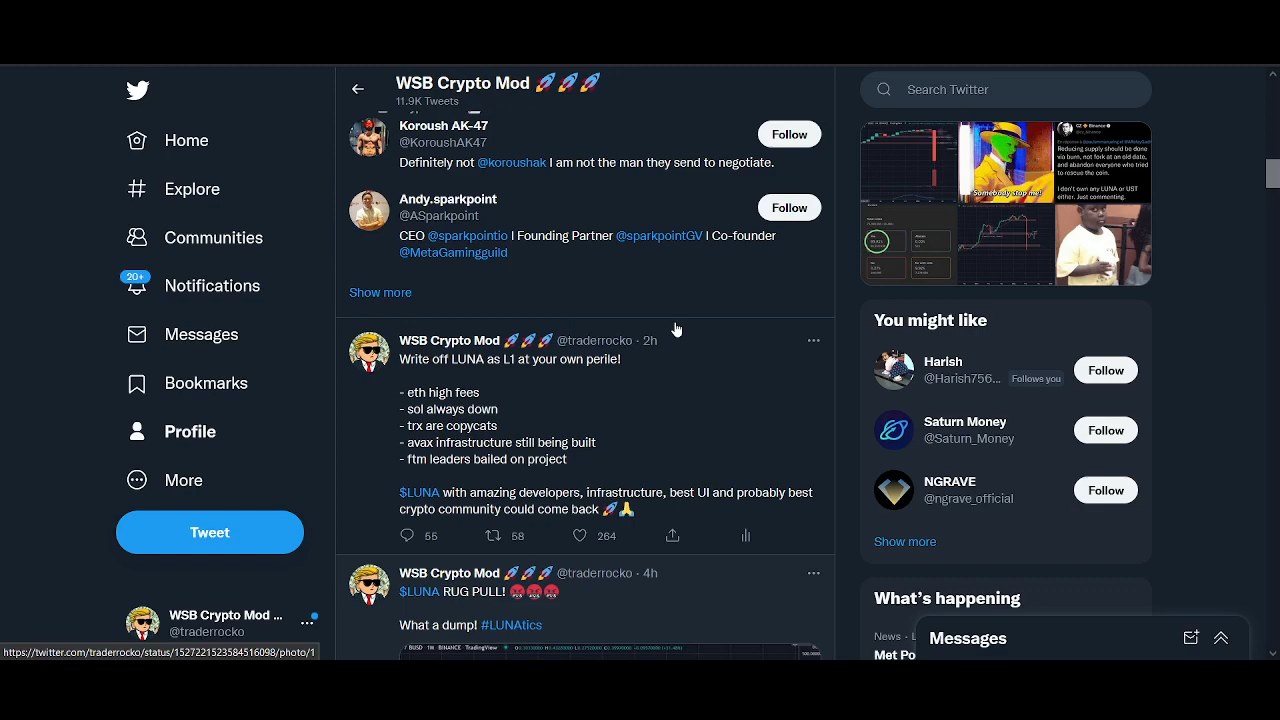 WSB Crypto Mod 🚀🚀🚀
11.9K Tweets
Search Twitter
Home
Explore
Communities
20+
Notifications
Messages
Bookmarks
Profile
More
Tweet
WSB Crypto Mod ...
@traderrocko
https://twitter.com/traderrocko/status/1527221523584516098/photo/1
Koroush AK-47
@KoroushAK47
Follow
Definitely not @koroushak I am not the man they send to negotiate.
Andy.sparkpoint
@ASparkpoint
Follow
CEO @sparkpointio I Founding Partner @sparkpointGV I Co-founder
@MetaGamingguild
Show more
WSB Crypto Mod 🚀🚀🚀 @traderrocko · 2h
Write off LUNA as L1 at your own perile!
- eth high fees
- sol always down
- trx are copycats
- avax infrastructure still being built
- ftm leaders bailed on project
$LUNA with amazing developers, infrastructure, best UI and probably best
crypto community could come back 🚀🙏
55 58 264
WSB Crypto Mod 🚀🚀🚀 @traderrocko · 4h
$LUNA RUG PULL! 🤬🤬🤬
What a dump! #LUNAtics
/ BUSD · 1W BINANCE TradingView
Reducing supply should be done
via burn, not fork at an old date,
and abandon everyone who tried
to rescue the coin.
I don't own any LUNA or UST
either. Just commenting.
Somebody stop me!
You might like
Harish
@Harish756... Follows you
Follow
Saturn Money
@Saturn_Money
Follow
NGRAVE
@ngrave_official
Follow
Show more
What's happening
News · L
Met Po
Messages